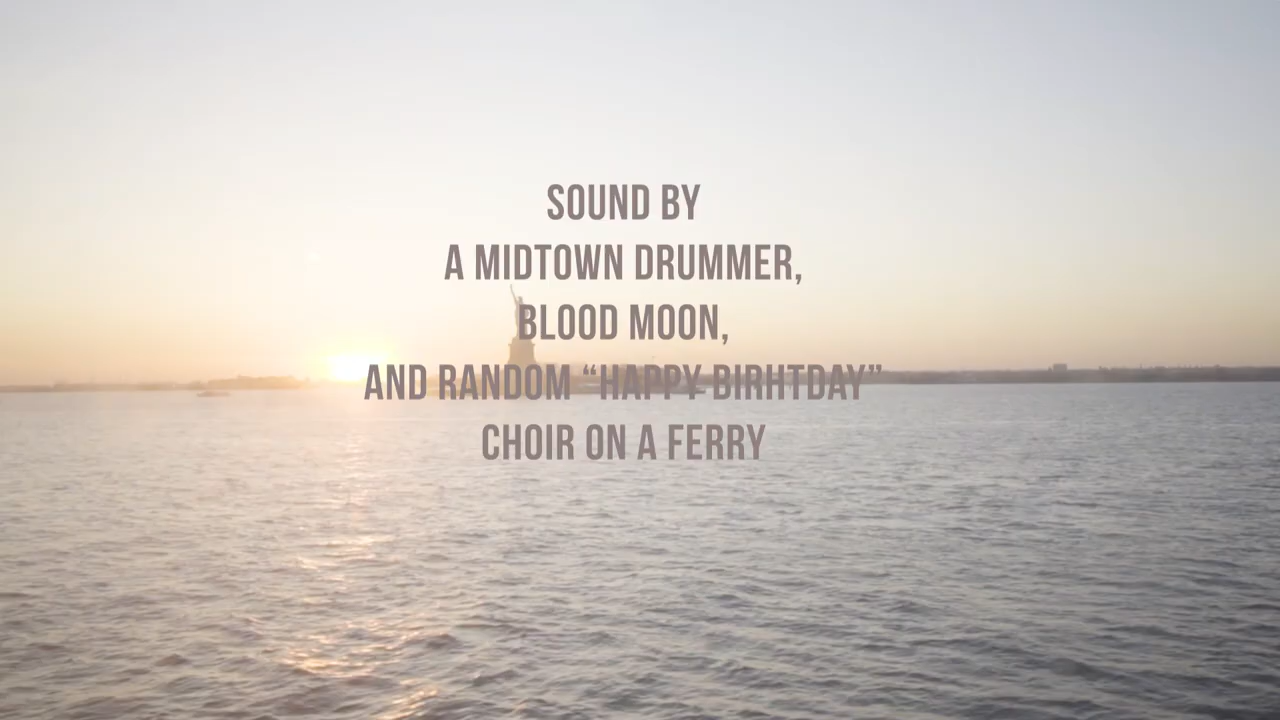 SOUND BY
A MIDTOWN DRUMMER,
BLOOD MOON,
AND RANDOM “HAPPY BIRHTDAY”
CHOIR ON A FERRY